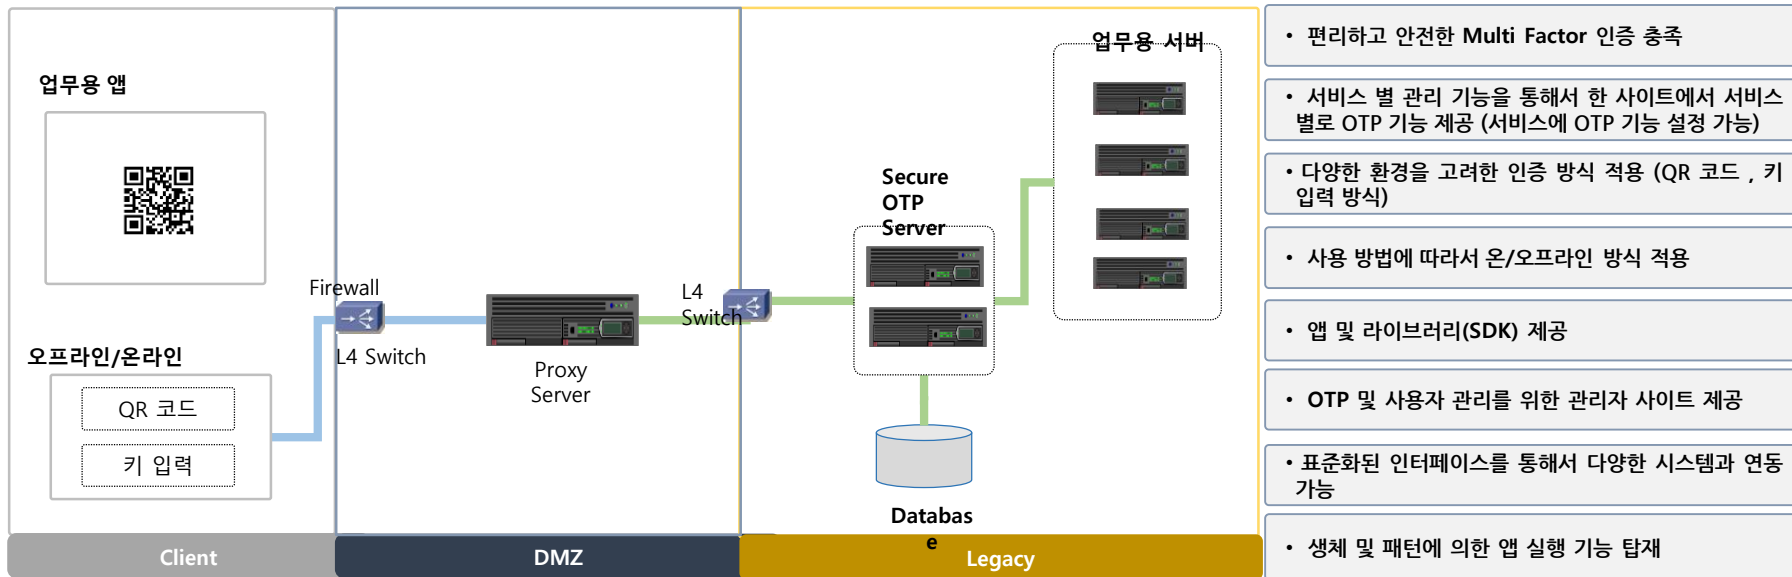 업무용 앱
오프라인/온라인
QR 코드
키 입력
Client
Firewall
L4 Switch
Proxy
Server
DMZ
L4
Switch
Secure
OTP
Server
업무용 서버
Databas
e
Legacy
• 편리하고 안전한 Multi Factor 인증 충족
• 서비스 별 관리 기능을 통해서 한 사이트에서 서비스
별로 OTP 기능 제공 (서비스에 OTP 기능 설정 가능)
• 다양한 환경을 고려한 인증 방식 적용 (QR 코드 , 키
입력 방식)
• 사용 방법에 따라서 온/오프라인 방식 적용
• 앱 및 라이브러리(SDK) 제공
• OTP 및 사용자 관리를 위한 관리자 사이트 제공
• 표준화된 인터페이스를 통해서 다양한 시스템과 연동
가능
• 생체 및 패턴에 의한 앱 실행 기능 탑재